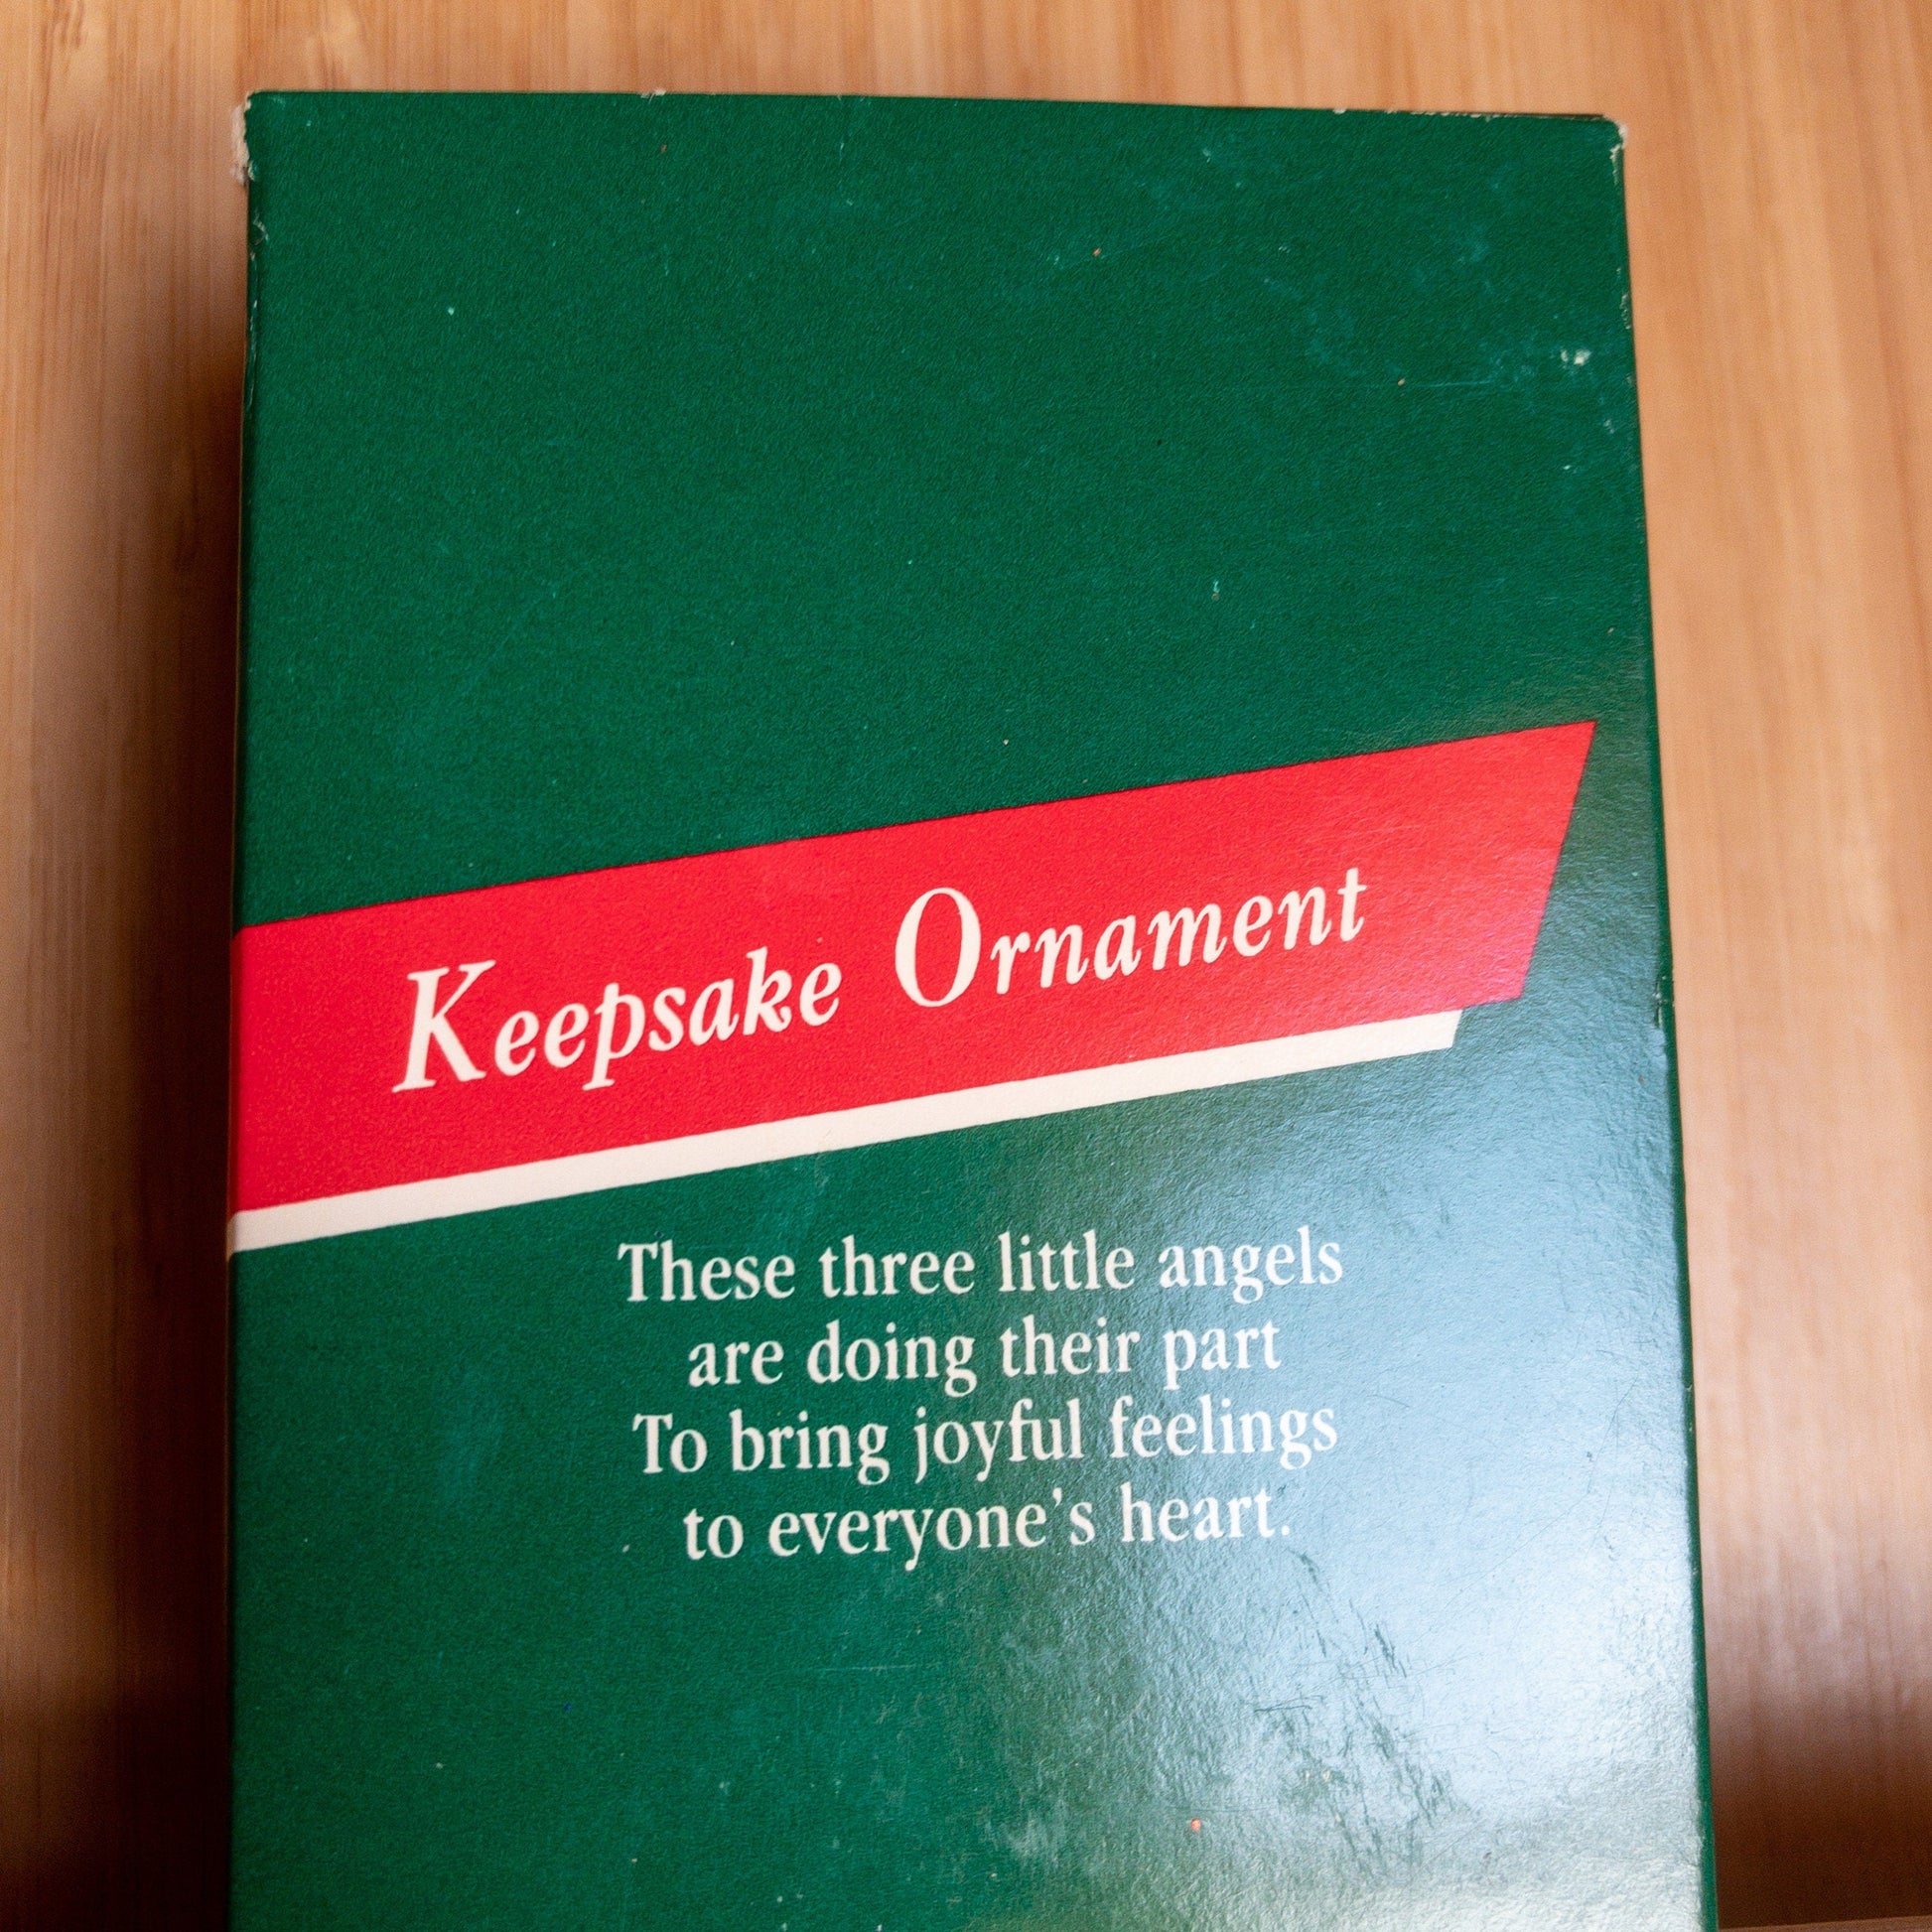 Keepsake Ornament
These three little angels
are doing their part
To bring joyful feelings
to everyone's heart.